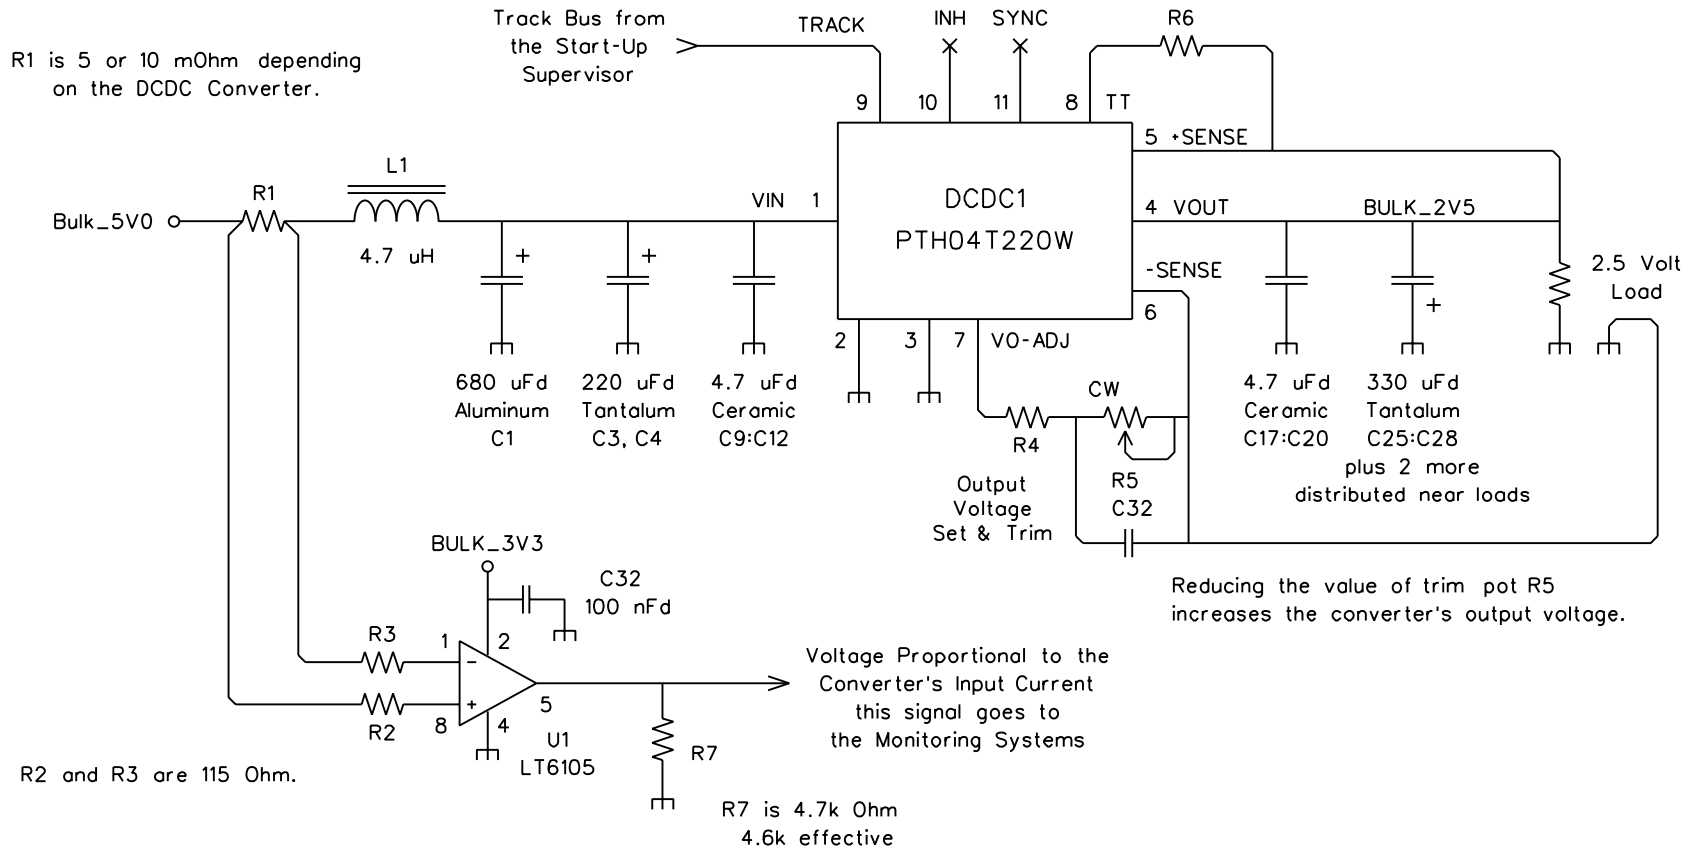 Track Bus from
the Start-Up
Supervisor
TRACK
INH
SYNC
R6
R1 is 5 or 10 mOhm depending
on the DCDC Converter.
9
10
11
8
TT
5 +SENSE
L1
R1
Bulk_5V0
4.7 uH
VIN
1
DCDC1
PTH04T220W
4 VOUT
BULK_2V5
-SENSE
6
2.5 Volt
Load
+
+
+
2
3
7
VO-ADJ
680 uFd
Aluminum
C1
220 uFd
Tantalum
C3, C4
4.7 uFd
Ceramic
C9:C12
CW
R4
R5
C32
Output
Voltage
Set & Trim
4.7 uFd
Ceramic
C17:C20
330 uFd
Tantalum
C25:C28
plus 2 more
distributed near loads
Reducing the value of trim pot R5
increases the converter's output voltage.
BULK_3V3
C32
100 nFd
R3
1
2
-
+
R2
8
4
5
U1
LT6105
R7
Voltage Proportional to the
Converter's Input Current
this signal goes to
the Monitoring Systems
R2 and R3 are 115 Ohm.
R7 is 4.7k Ohm
4.6k effective